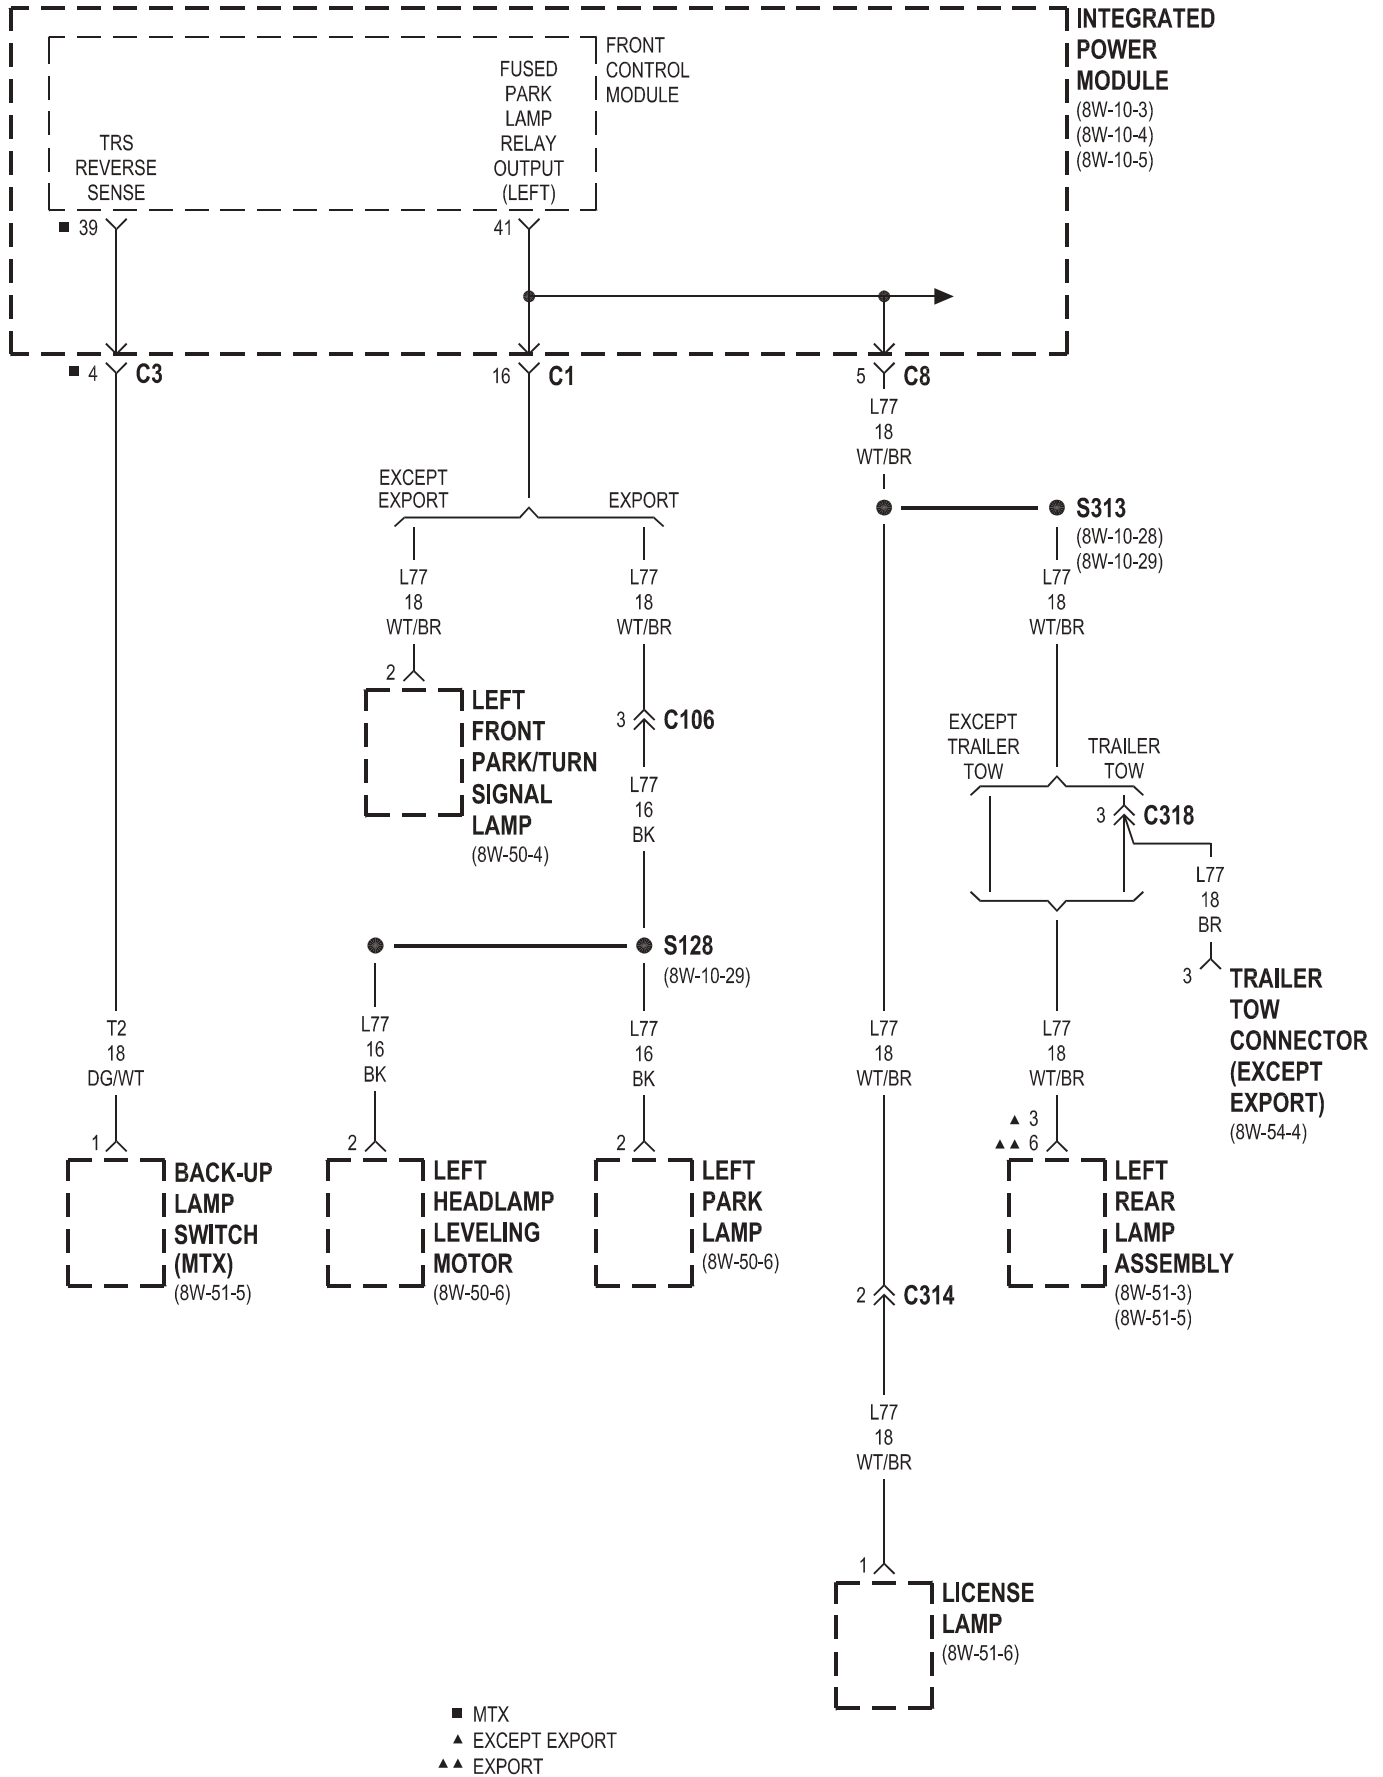 INTEGRATED
POWER
MODULE
(8W-10-3)
(8W-10-4)
(8W-10-5)
FRONT
CONTROL
MODULE
FUSED
PARK
LAMP
RELAY
OUTPUT
(LEFT)
TRS
REVERSE
SENSE
■ 39
41
■ 4 C3
16 C1
5 C8
L77
18
WT/BR
EXCEPT
EXPORT
EXPORT
S313
(8W-10-28)
(8W-10-29)
L77
18
WT/BR
L77
18
WT/BR
L77
18
WT/BR
2
LEFT
FRONT
PARK/TURN
SIGNAL
LAMP
(8W-50-4)
3 C106
L77
16
BK
EXCEPT
TRAILER
TOW
TRAILER
TOW
3 C318
L77
18
BR
3
TRAILER
TOW
CONNECTOR
(EXCEPT
EXPORT)
(8W-54-4)
S128
(8W-10-29)
T2
18
DG/WT
L77
16
BK
L77
16
BK
L77
18
WT/BR
L77
18
WT/BR
▲ 3
▲▲ 6
1
BACK-UP
LAMP
SWITCH
(MTX)
(8W-51-5)
2
LEFT
HEADLAMP
LEVELING
MOTOR
(8W-50-6)
2
LEFT
PARK
LAMP
(8W-50-6)
LEFT
REAR
LAMP
ASSEMBLY
(8W-51-3)
(8W-51-5)
2 C314
L77
18
WT/BR
1
LICENSE
LAMP
(8W-51-6)
■ MTX
▲ EXCEPT EXPORT
▲▲ EXPORT